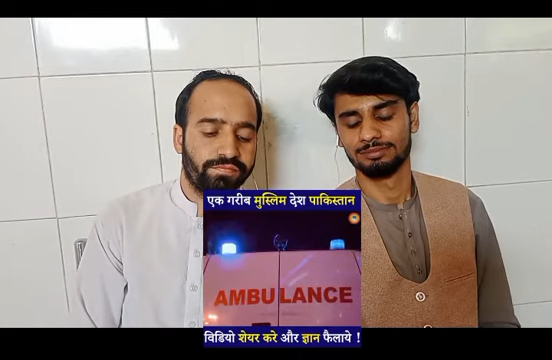 एक गरीब मुस्लिम देश पाकिस्तान
AMBULANCE
विडियो शेयर करे और ज्ञान फैलाये !